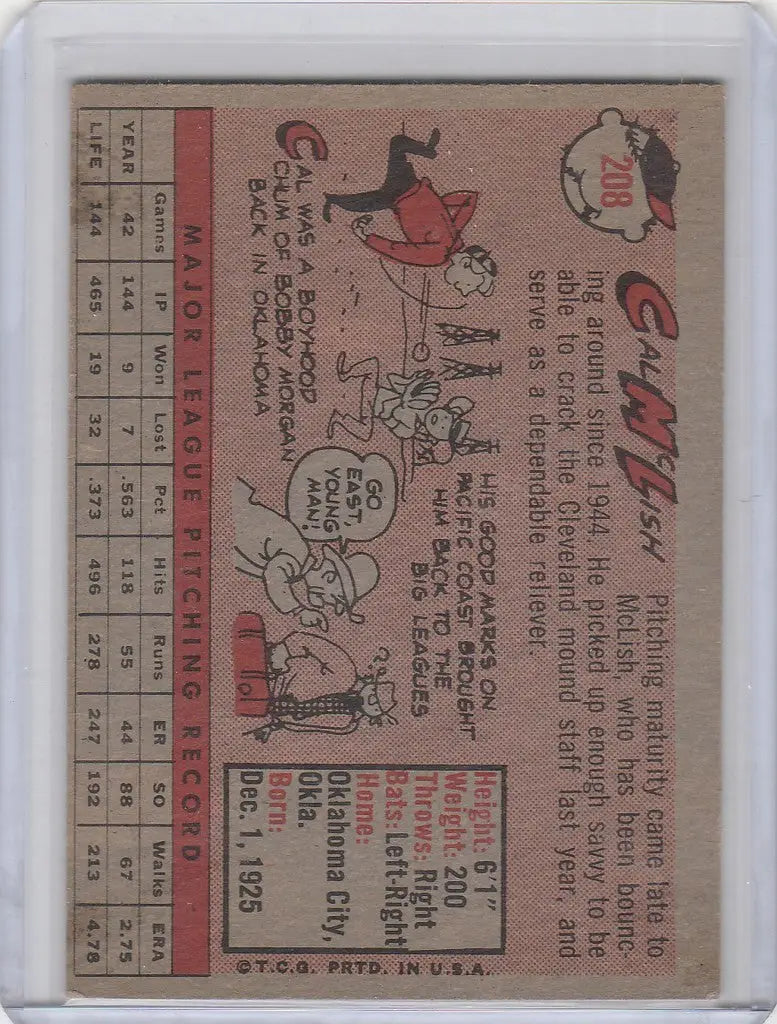 208
CAL McLISH
Pitching maturity came late to
McLish, who has been bounc-
ing around since 1944. He picked up enough savvy to be
able to crack the Cleveland mound staff last year, and
serve as a dependable reliever.
CAL WAS A BOYHOOD
CHUM OF BOBBY MORGAN
BACK IN OKLAHOMA
HIS GOOD MARKS ON
PACIFIC COAST BROUGHT
HIM BACK TO THE
BIG LEAGUES
GO
EAST,
YOUNG
MAN!
Height: 6'1"
Weight: 200
Throws: Right
Bats: Left-Right
Home:
Oklahoma City,
Okla.
Born:
Dec. 1, 1925
©T.C.G. PRTD. IN U.S.A.
MAJOR LEAGUE PITCHING RECORD
Games IP Won Lost Pct Hits Runs ER SO Walks ERA
YEAR 42 144 9 7 .563 118 55 44 88 67 2.75
LIFE 144 465 19 32 .373 496 278 247 192 213 4.78